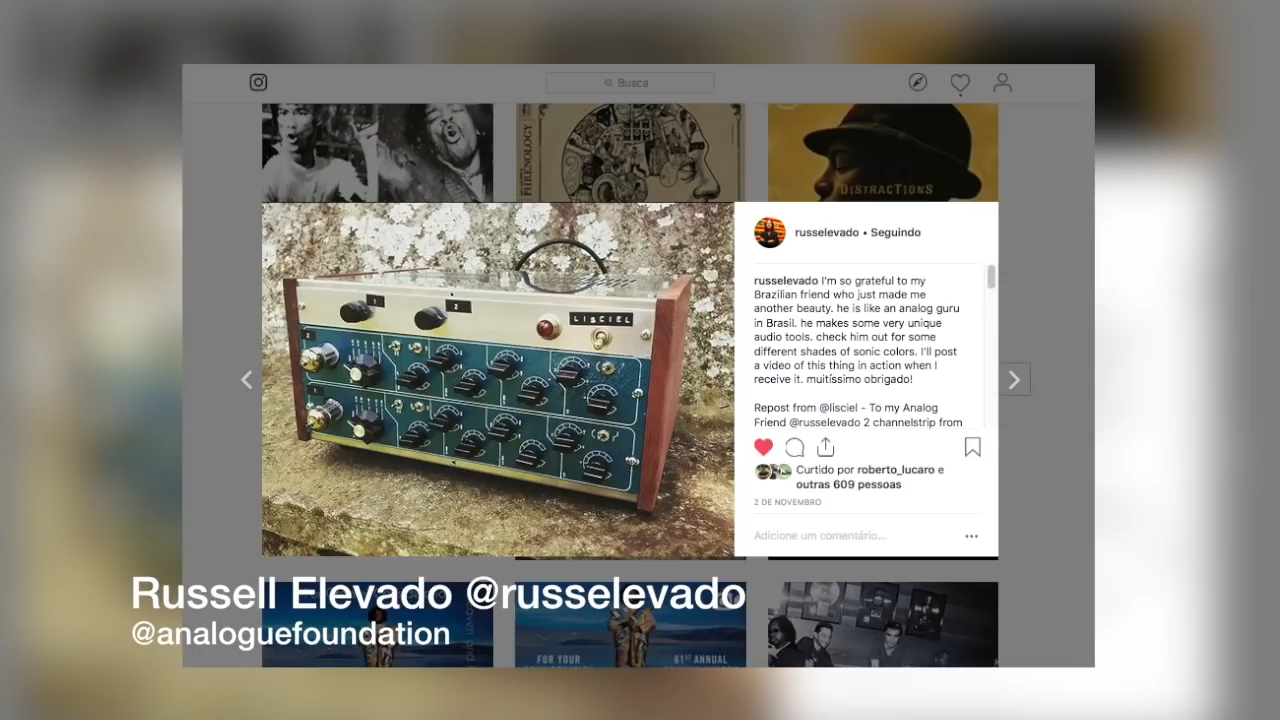 Busca
PHRENOLOGY
DISTRACTIONS
1
2
LISCIEL
2
1
russelevado • Seguindo
russelevado I'm so grateful to my
Brazilian friend who just made me
another beauty. he is like an analog guru
in Brasil. he makes some very unique
audio tools. check him out for some
different shades of sonic colors. I'll post
a video of this thing in action when I
receive it. muitíssimo obrigado!
Repost from @lisciel - To my Analog
Friend @russelevado 2 channelstrip from
Curtido por roberto_lucaro e
outras 609 pessoas
2 DE NOVEMBRO
Adicione um comentário...
Russell Elevado @russelevado
@analoguefoundation
FOR YOUR
61ST ANNUAL